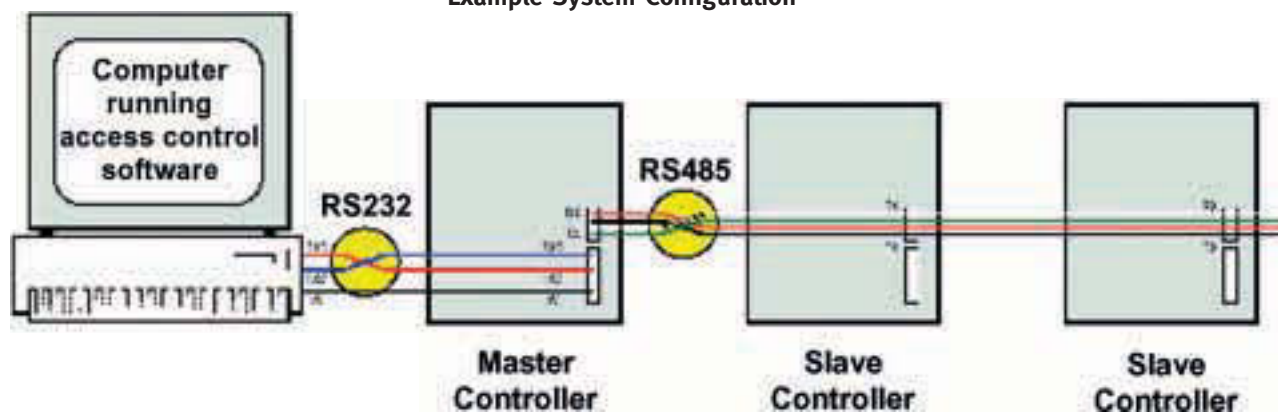 Example System Configuration
Computer
running
access control
software
RS232
RS485
Master
Controller
Slave
Controller
Slave
Controller